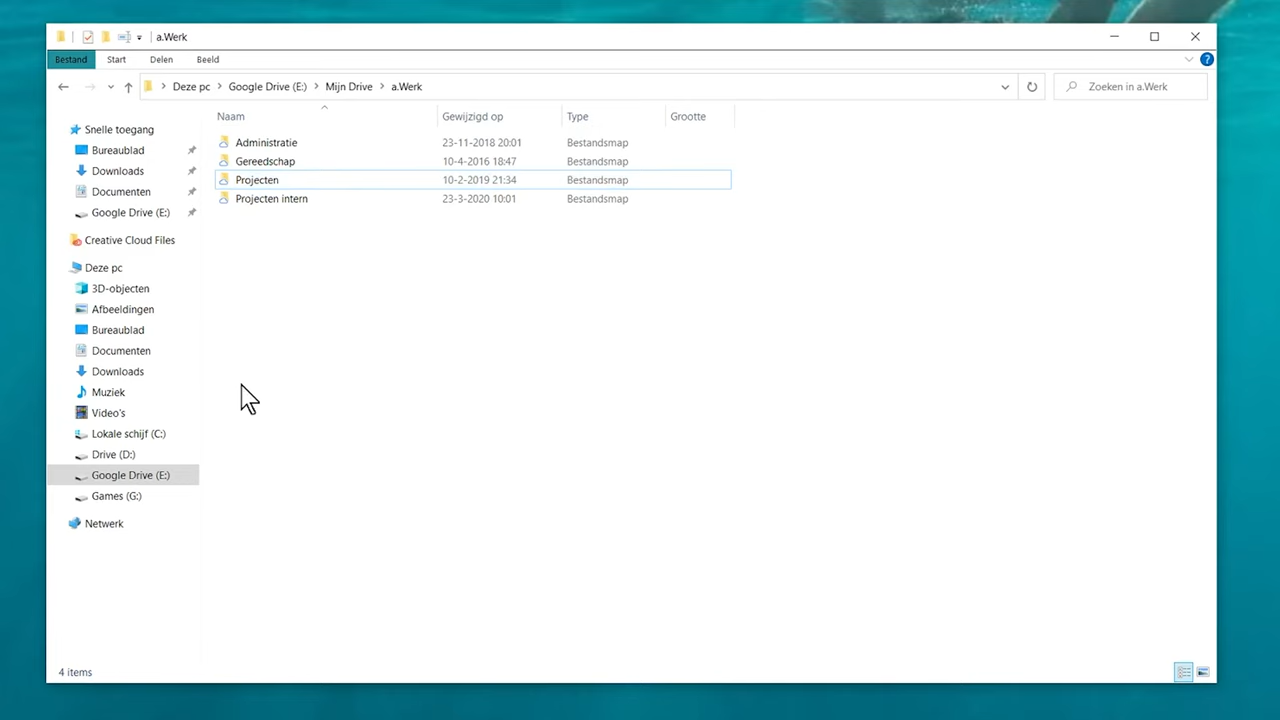 a.Werk
Bestand Start Delen Beeld ?
Deze pc Google Drive (E:) Mijn Drive a.Werk Zoeken in a.Werk
Snelle toegang
Bureaublad
Downloads
Documenten
Google Drive (E:)
Creative Cloud Files
Deze pc
3D-objecten
Afbeeldingen
Bureaublad
Documenten
Downloads
Muziek
Video's
Lokale schijf (C:)
Drive (D:)
Google Drive (E:)
Games (G:)
Netwerk
Naam Gewijzigd op Type Grootte
Administratie 23-11-2018 20:01 Bestandsmap
Gereedschap 10-4-2016 18:47 Bestandsmap
Projecten 10-2-2019 21:34 Bestandsmap
Projecten intern 23-3-2020 10:01 Bestandsmap
4 items